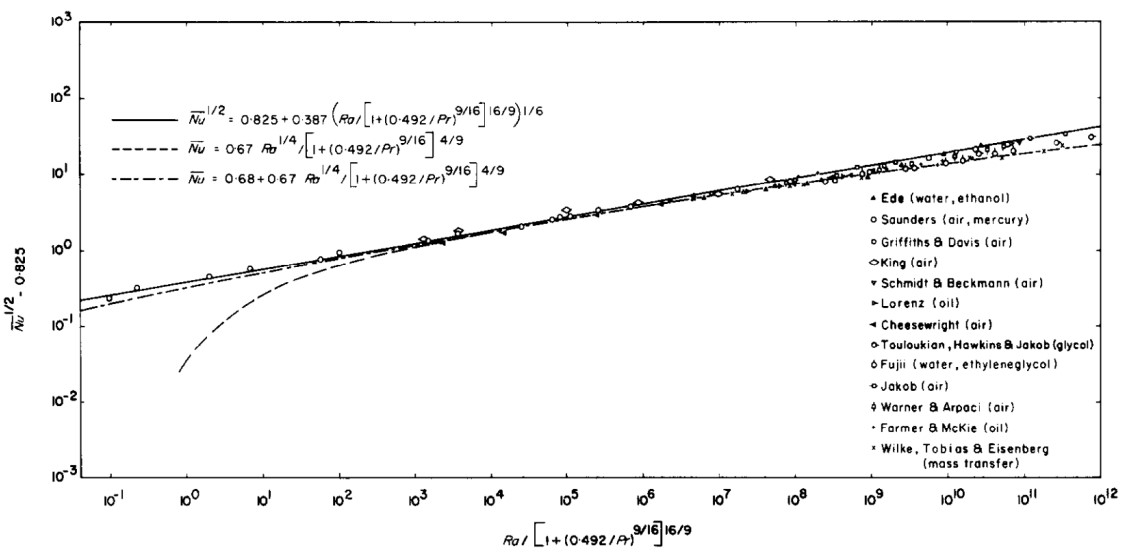 10³
10²
10¹
10⁰
10⁻¹
10⁻²
10⁻³
N̅u̅^1/2 - 0·825
N̅u̅^1/2 = 0·825+0·387 (Ra/[1+(0·492/Pr)^9/16]^16/9)^1/6
N̅u̅ = 0·67 Ra^1/4/[1+(0·492/Pr)^9/16]^4/9
N̅u̅ = 0·68+0·67 Ra^1/4/[1+(0·492/Pr)^9/16]^4/9
Ede (water, ethanol)
Saunders (air, mercury)
Griffiths & Davis (air)
King (air)
Schmidt & Beckmann (air)
Lorenz (oil)
Cheesewright (air)
Touloukian, Hawkins & Jakob (glycol)
Fujii (water, ethyleneglycol)
Jakob (air)
Warner & Arpaci (air)
Farmer & McKie (oil)
Wilke, Tobias & Eisenberg
(mass transfer)
10⁻¹ 10⁰ 10¹ 10² 10³ 10⁴ 10⁵ 10⁶ 10⁷ 10⁸ 10⁹ 10¹⁰ 10¹¹ 10¹²
Ra/[1+(0·492/Pr)^9/16]^16/9